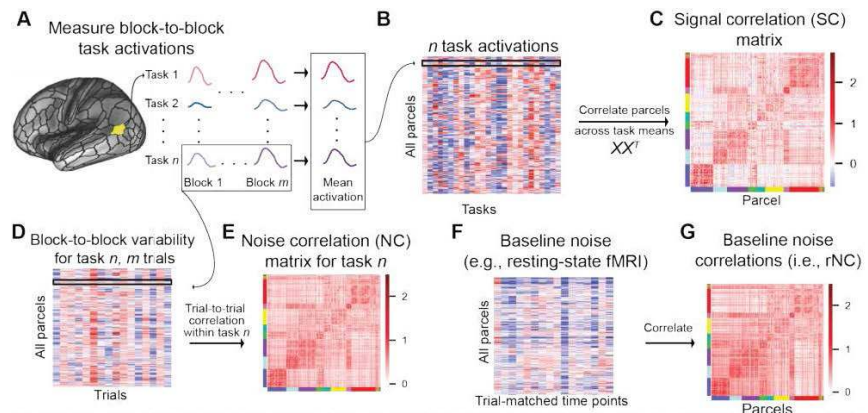 A
Measure block-to-block
task activations
Task 1
Task 2
Task n
Block 1
Block m
Mean
activation
B
n task activations
All parcels
Tasks
Correlate parcels
across task means
XXᵀ
C
Signal correlation (SC)
matrix
2
1
0
Parcel
D
Block-to-block variability
for task n, m trials
All parcels
Trials
Trial-to-trial
correlation
within task n
E
Noise correlation (NC)
matrix for task n
2
1
0
F
Baseline noise
(e.g., resting-state fMRI)
All parcels
Trial-matched time points
Correlate
G
Baseline noise
correlations (i.e., rNC)
2
1
0
Parcels